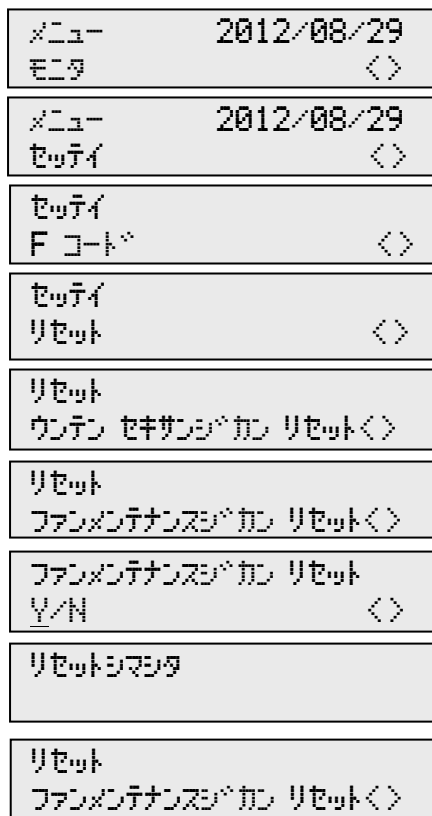 メニュー 2012/08/29
モニタ <>
メニュー 2012/08/29
セッテイ <>
セッテイ
F コード <>
セッテイ
リセット <>
リセット
ウンテン セキサンジカン リセット<>
リセット
ファンメンテナンスジカン リセット<>
ファンメンテナンスジカン リセット
Y/N <>
リセットシマシタ
リセット
ファンメンテナンスジカン リセット<>